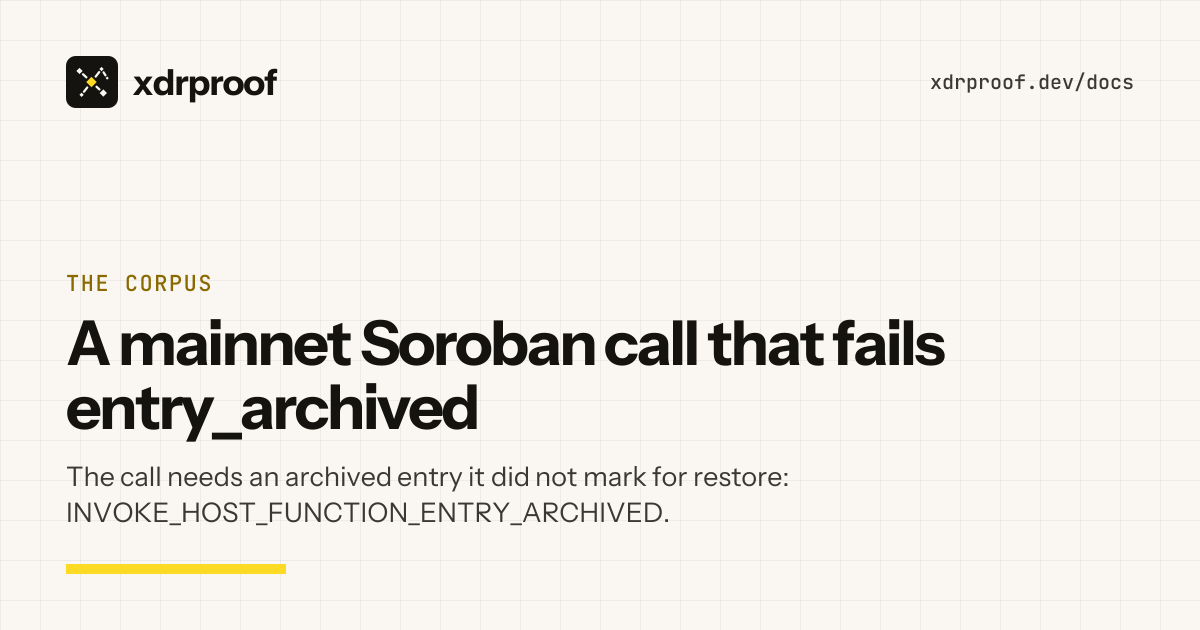 xdrproof
xdrproof.dev/docs
THE CORPUS
A mainnet Soroban call that fails
entry_archived
The call needs an archived entry it did not mark for restore:
INVOKE_HOST_FUNCTION_ENTRY_ARCHIVED.